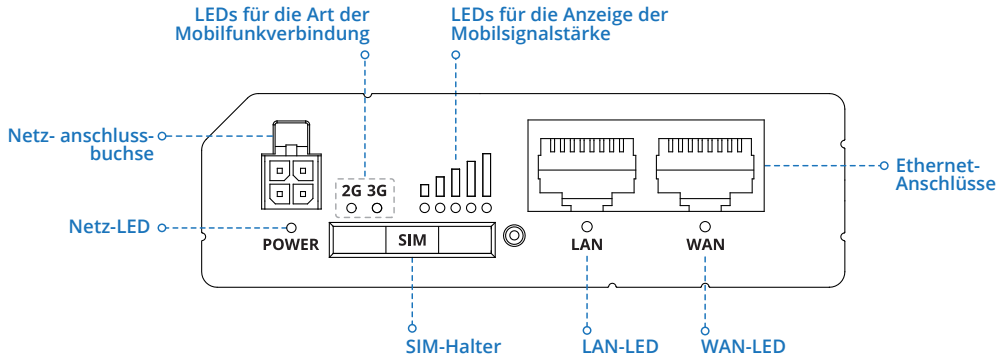 LEDs für die Art der
Mobilfunkverbindung
LEDs für die Anzeige der
Mobilsignalstärke
Netz- anschluss-
buchse
Ethernet-
Anschlüsse
2G 3G
Netz-LED
POWER
SIM
LAN
WAN
SIM-Halter
LAN-LED
WAN-LED